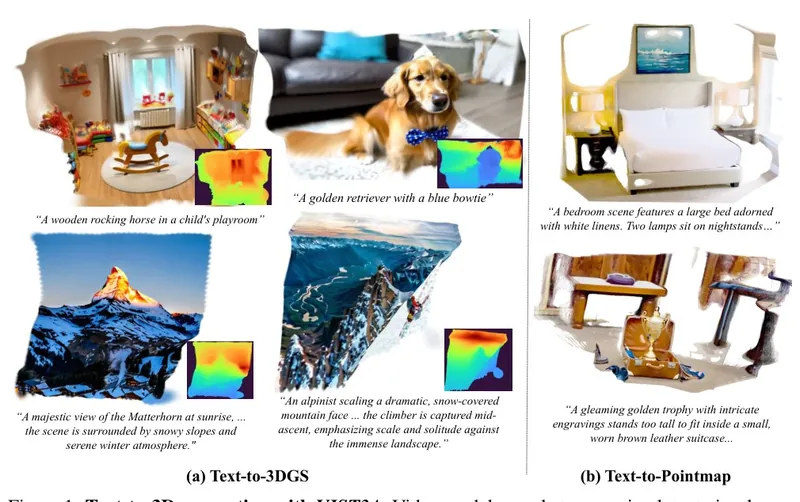 “A wooden rocking horse in a child's playroom”
“A golden retriever with a blue bowtie”
“A bedroom scene features a large bed adorned
with white linens. Two lamps sit on nightstands…”
“A majestic view of the Matterhorn at sunrise, ...
the scene is surrounded by snowy slopes and
serene winter atmosphere."
“An alpinist scaling a dramatic, snow-covered
mountain face ... the climber is captured mid-
ascent, emphasizing scale and solitude against
the immense landscape.”
“A gleaming golden trophy with intricate
engravings stands too tall to fit inside a small,
worn brown leather suitcase...
(a) Text-to-3DGS
(b) Text-to-Pointmap